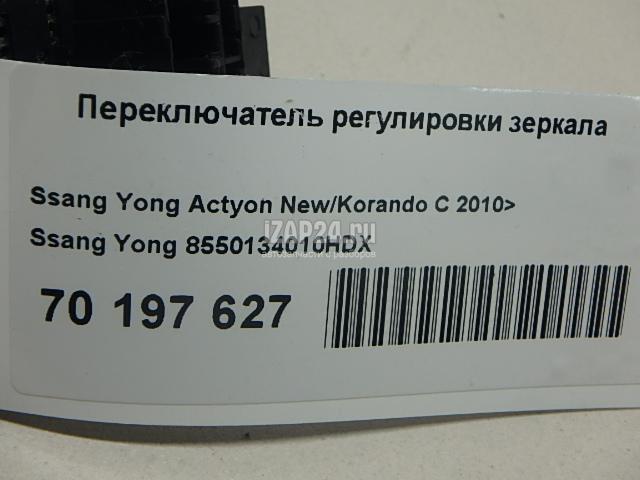 Переключатель регулировки зеркала
Ssang Yong Actyon New/Korando C 2010>
iZAP24.ru
Ssang Yong 8550134010HDX
автозапчасти с разборов
70 197 627